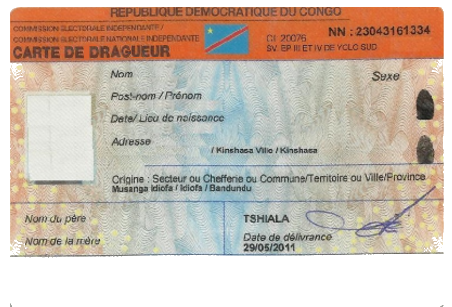 REPUBLIQUE DEMOCRATIQUE DU CONGO
COMMISSION ELECTORALE INDEPENDANTE /
COMMISSION ELECTORALE NATIONALE INDEPENDANTE
CARTE DE DRAGUEUR
NN : 23043161334
CI 20076
SV. EP III ET IV DE YOLO SUD
Nom
Sexe
Post-nom / Prénom
Date/ Lieu de naissance
Adresse
/ Kinshasa Ville / Kinshasa
Origine : Secteur ou Chefferie ou Commune/Territoire ou Ville/Province
Musanga Idiofa / Idiofa / Bandundu
Nom du père
TSHIALA
Nom de la mère
Date de délivrance
29/05/2011